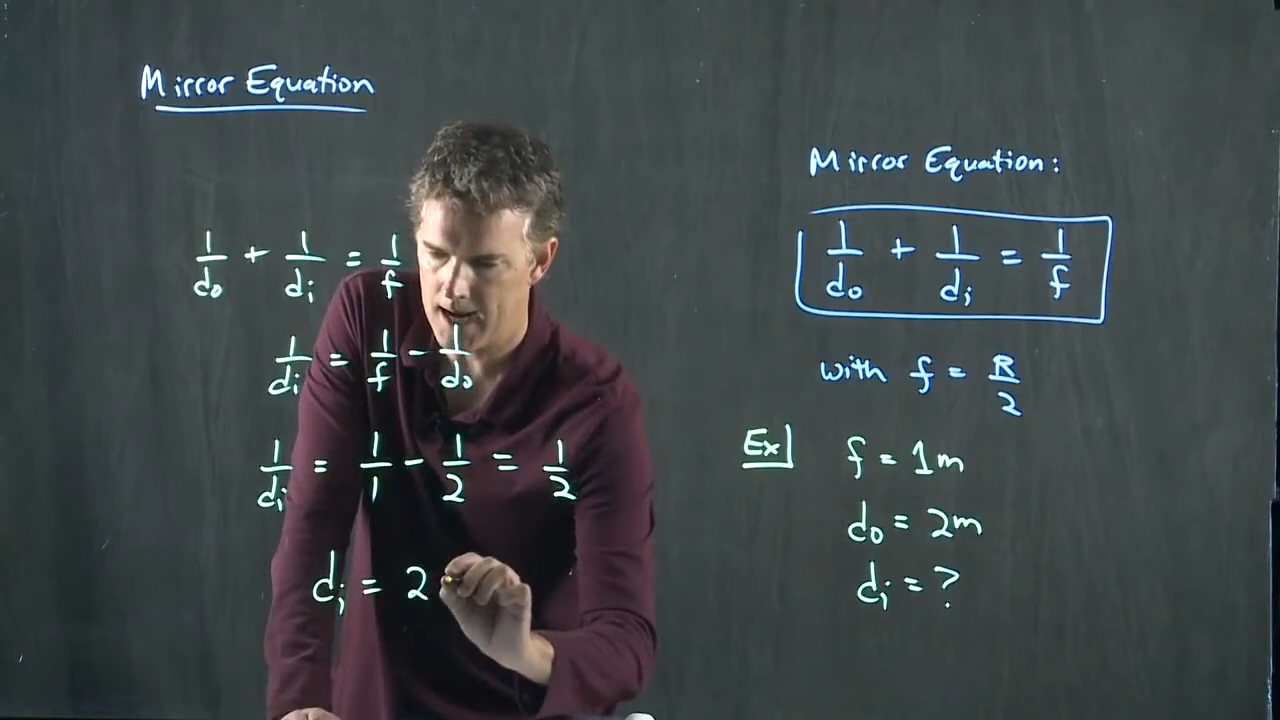 Mirror Equation
1/do + 1/di = 1/f
1/di = 1/f - 1/do
1/di = 1/1 - 1/2 = 1/2
di = 2
Mirror Equation:
1/do + 1/di = 1/f
with f = R/2
Ex
f = 1m
do = 2m
di = ?